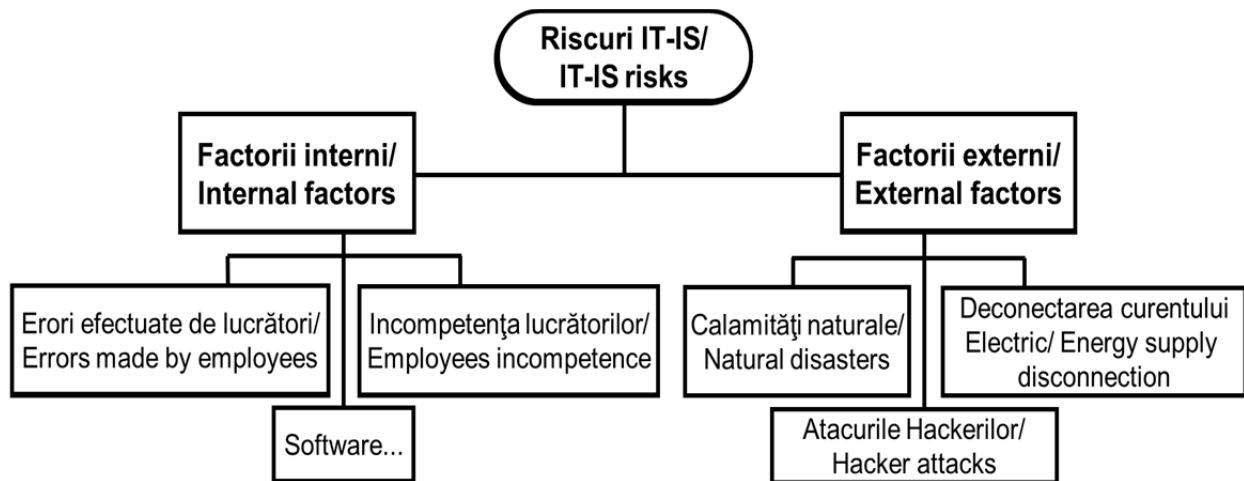 Riscuri IT-IS/
IT-IS risks
Factorii interni/
Internal factors
Factorii externi/
External factors
Erori efectuate de lucrători/
Errors made by employees
Incompetenţa lucrătorilor/
Employees incompetence
Calamităţi naturale/
Natural disasters
Deconectarea curentului
Electric/ Energy supply
disconnection
Software...
Atacurile Hackerilor/
Hacker attacks